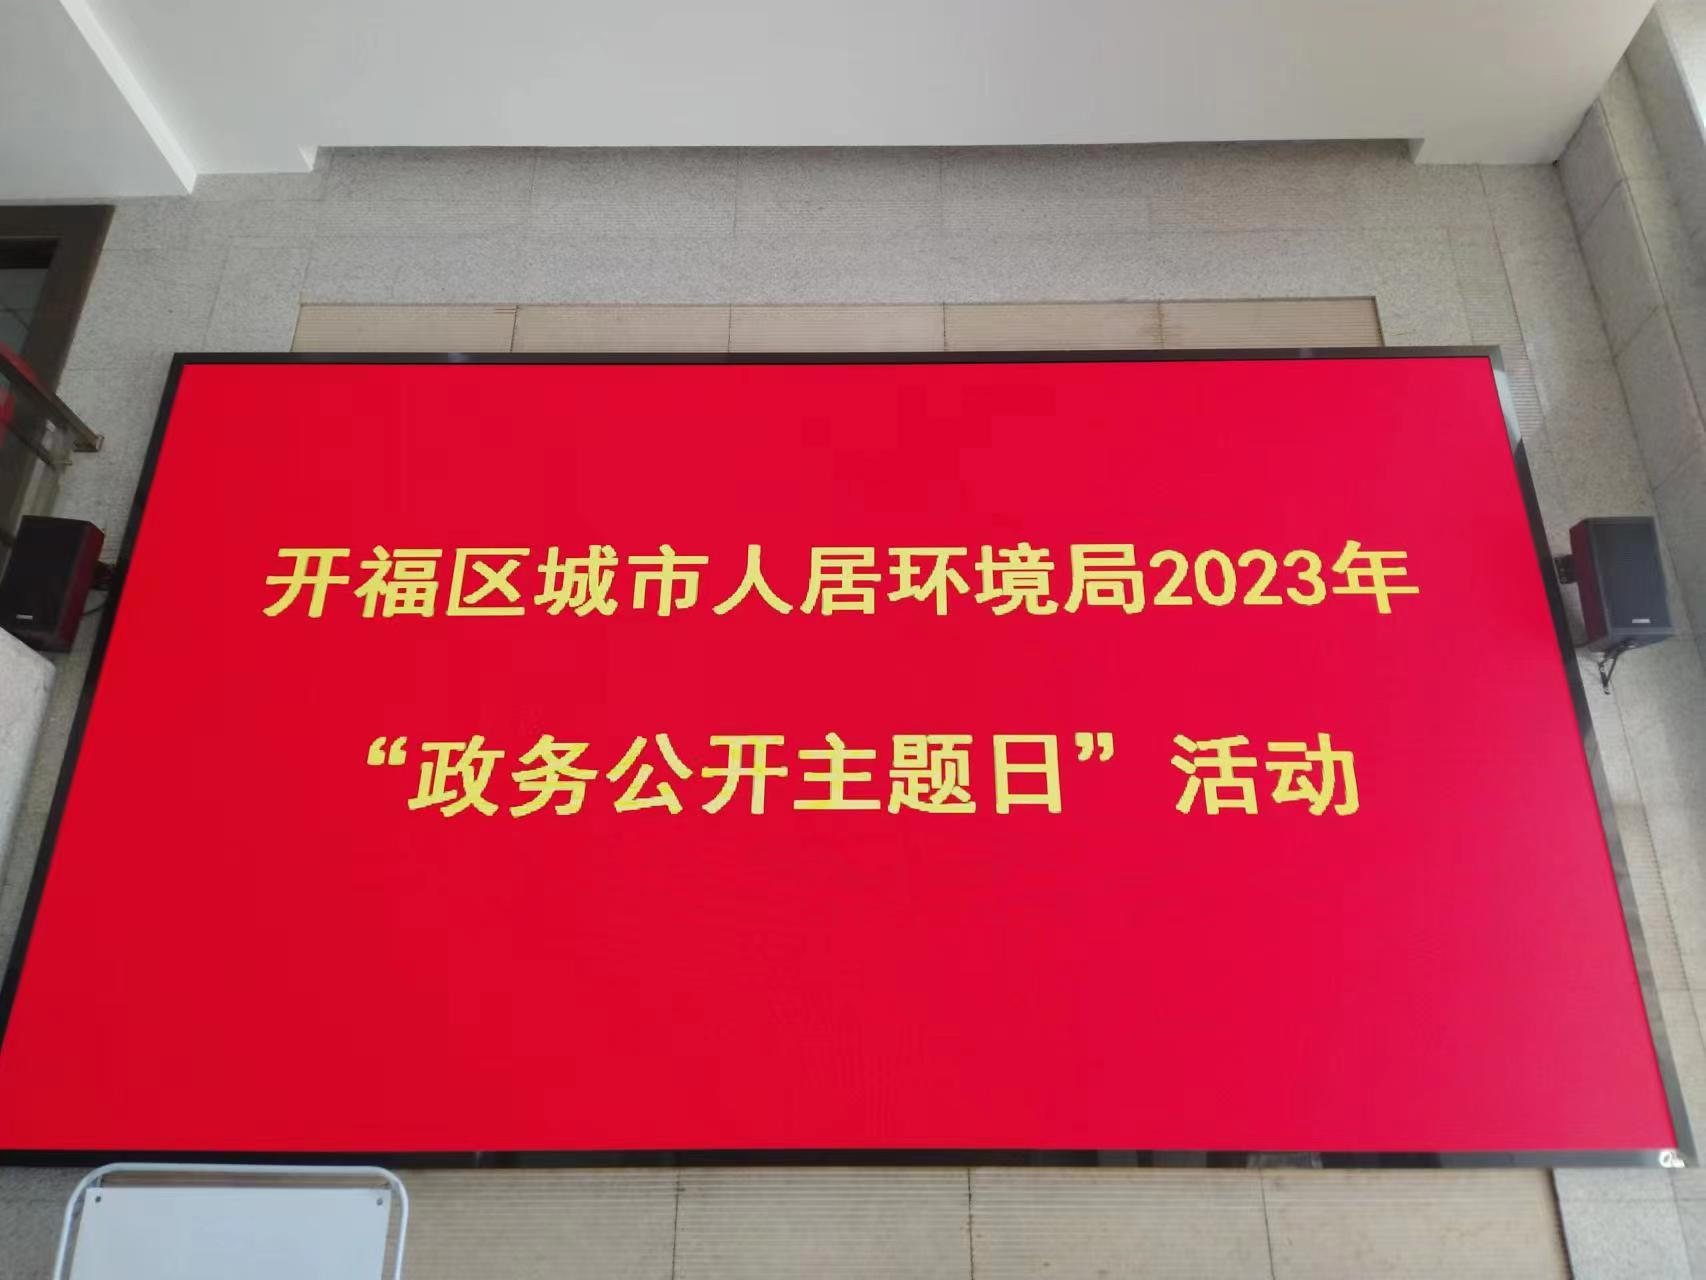 开福区城市人居环境局2023年
“政务公开主题日”活动